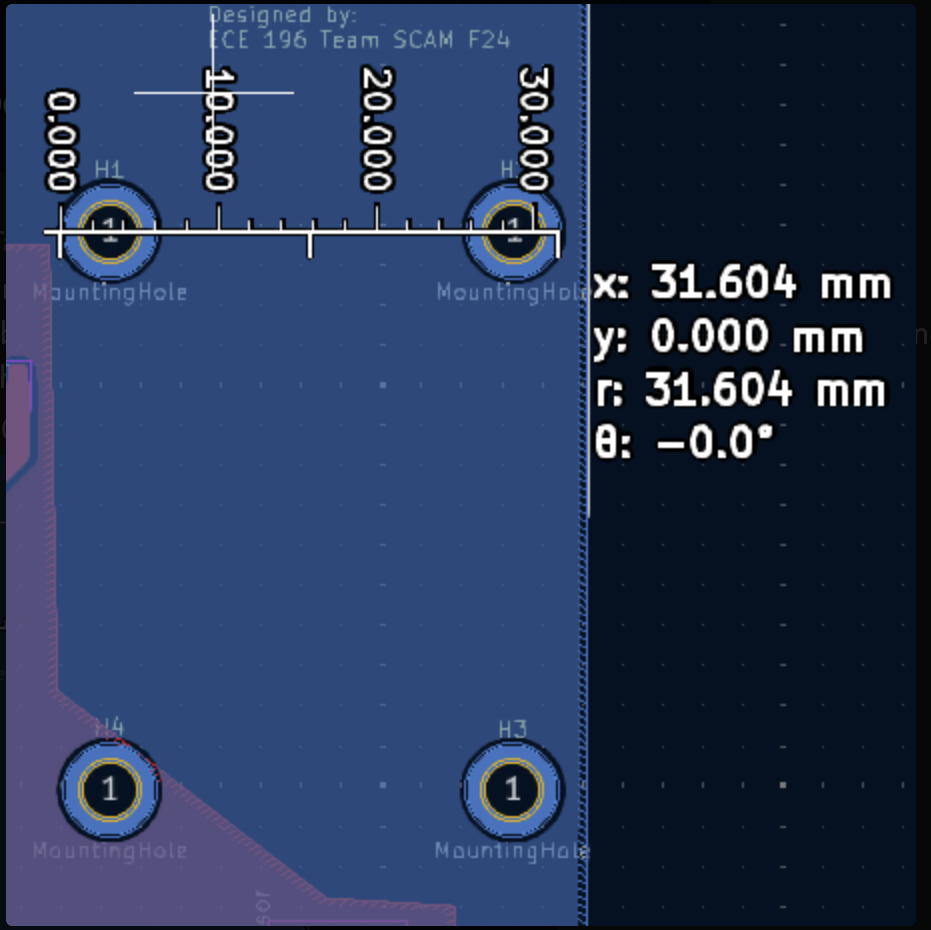 Designed by:
ECE 196 Team SCAM F24
0.000
10.000
20.000
30.000
H1
1
1
MountingHole
MountingHole
x: 31.604 mm
y: 0.000 mm
r: 31.604 mm
θ: −0.0°
H4
H3
1
1
MountingHole
MountingHole